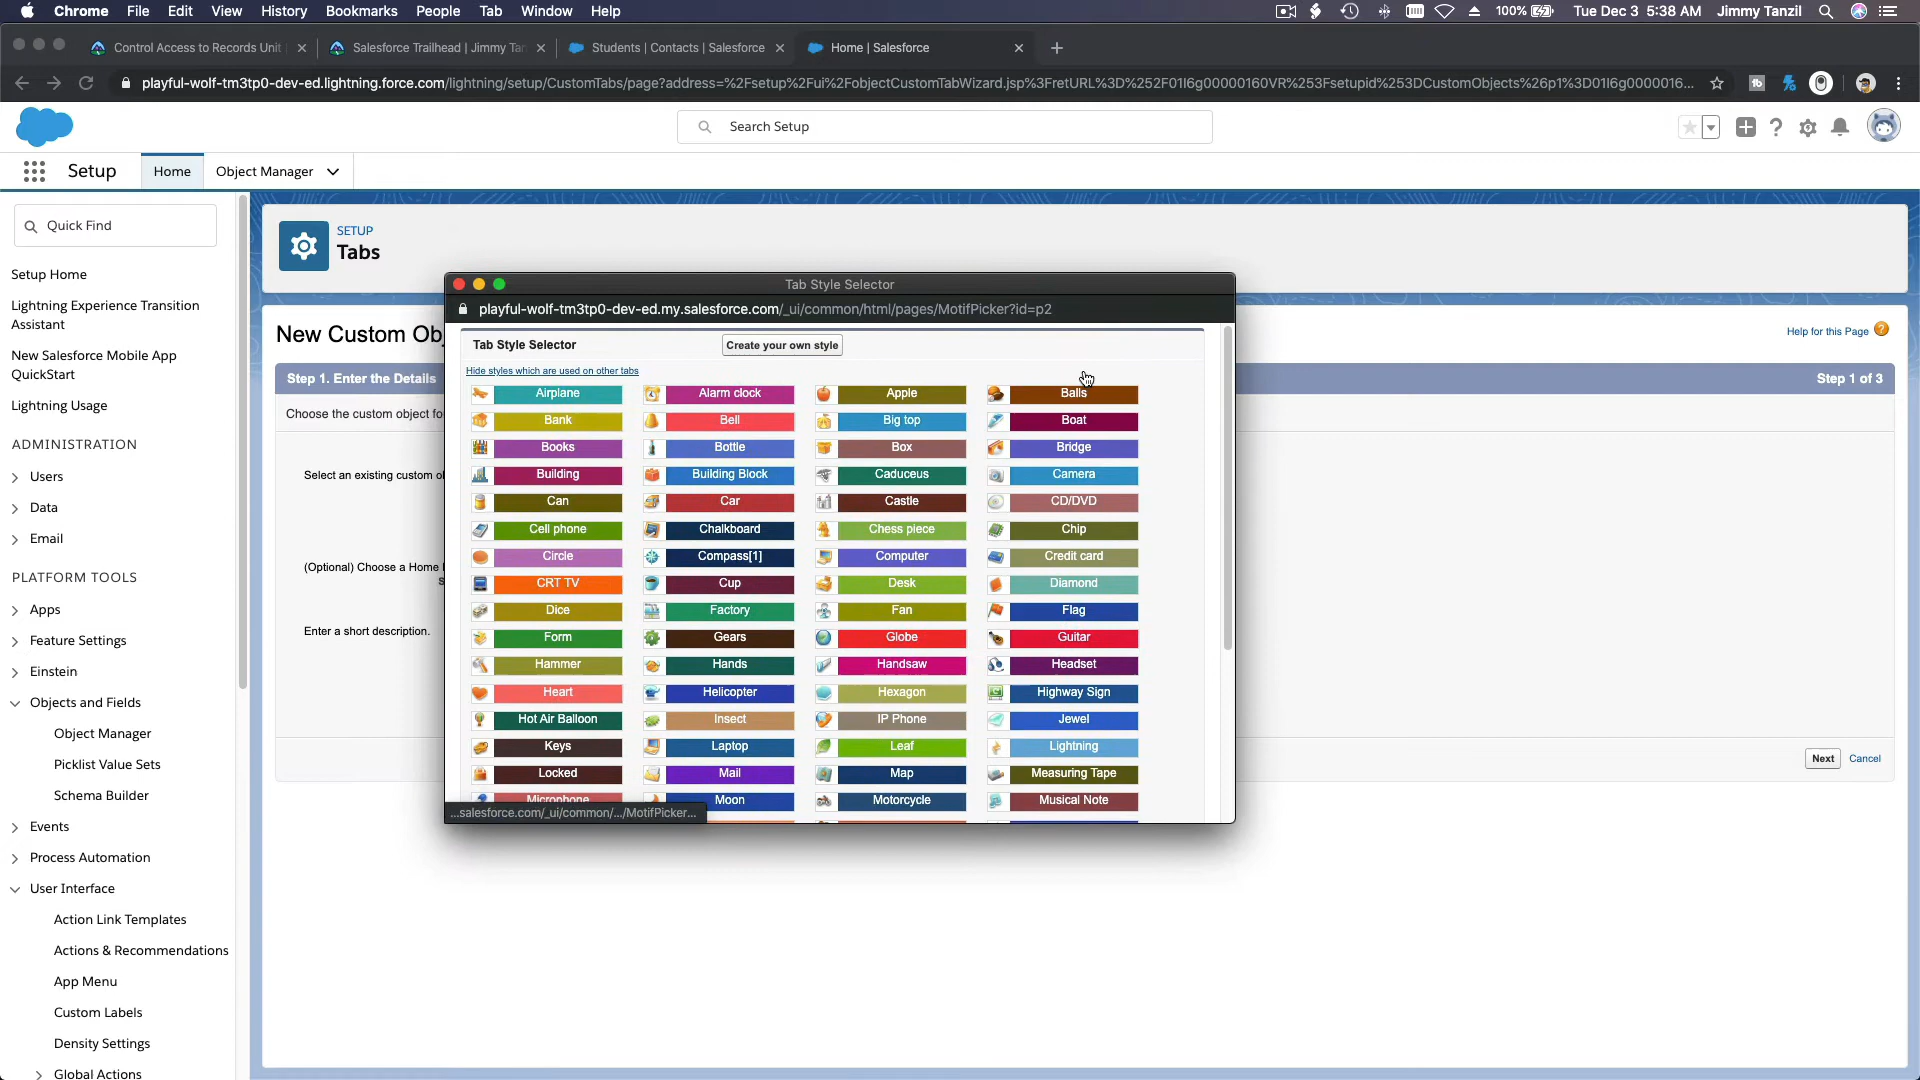 Chrome File Edit View History Bookmarks People Tab Window Help
100% Tue Dec 3 5:38 AM Jimmy Tanzil
Control Access to Records Unit
Salesforce Trailhead | Jimmy Tan
Students | Contacts | Salesforce
Home | Salesforce
playful-wolf-tm3tp0-dev-ed.lightning.force.com/lightning/setup/CustomTabs/page?address=%2Fsetup%2Fui%2FobjectCustomTabWizard.jsp%3FretURL%3D%252F01I6g00000160VR%253Fsetupid%253DCustomObjects%26p1%3D01I6g0000016...
Search Setup
Setup
Home
Object Manager
Quick Find
Setup Home
Lightning Experience Transition
Assistant
New Salesforce Mobile App
QuickStart
Lightning Usage
ADMINISTRATION
Users
Data
Email
PLATFORM TOOLS
Apps
Feature Settings
Einstein
Objects and Fields
Object Manager
Picklist Value Sets
Schema Builder
Events
Process Automation
User Interface
Action Link Templates
Actions & Recommendations
App Menu
Custom Labels
Density Settings
Global Actions
SETUP
Tabs
New Custom Ob
Help for this Page
Step 1. Enter the Details
Step 1 of 3
Choose the custom object fo
Select an existing custom o
(Optional) Choose a Home
S
Enter a short description.
Next Cancel
Tab Style Selector
playful-wolf-tm3tp0-dev-ed.my.salesforce.com/_ui/common/html/pages/MotifPicker?id=p2
Tab Style Selector
Create your own style
Hide styles which are used on other tabs
Airplane Alarm clock Apple Balls
Bank Bell Big top Boat
Books Bottle Box Bridge
Building Building Block Caduceus Camera
Can Car Castle CD/DVD
Cell phone Chalkboard Chess piece Chip
Circle Compass[1] Computer Credit card
CRT TV Cup Desk Diamond
Dice Factory Fan Flag
Form Gears Globe Guitar
Hammer Hands Handsaw Headset
Heart Helicopter Hexagon Highway Sign
Hot Air Balloon Insect IP Phone Jewel
Keys Laptop Leaf Lightning
Locked Mail Map Measuring Tape
Microphone Moon Motorcycle Musical Note
...salesforce.com/_ui/common/.../MotifPicker...